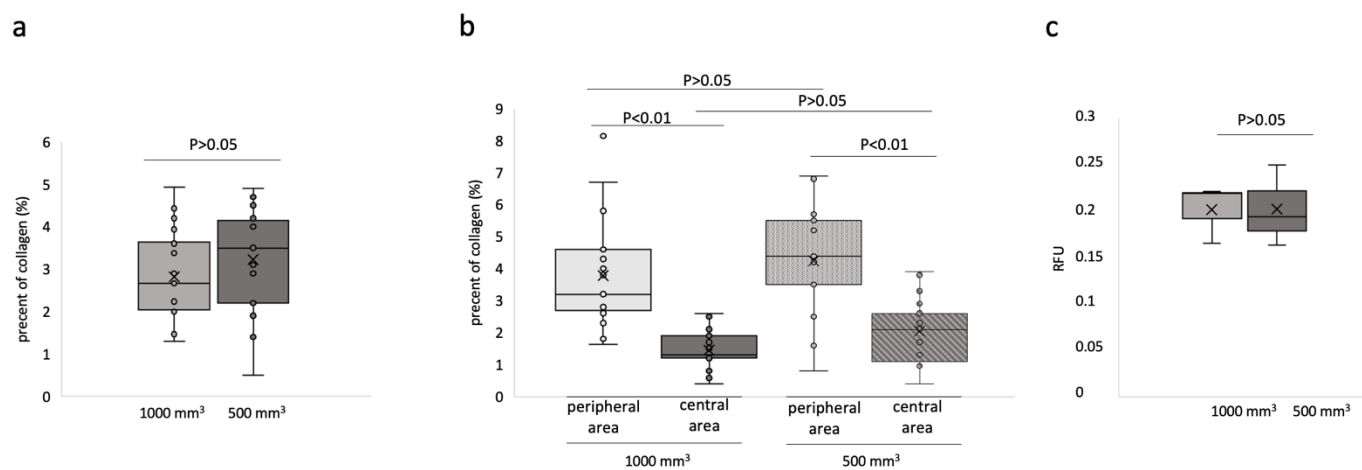 a
precent of collagen (%)
6
5
4
3
2
1
0
P>0.05
1000 mm³ 500 mm³
b
precent of collagen (%)
9
8
7
6
5
4
3
2
1
0
P>0.05
P>0.05
P<0.01
P<0.01
peripheral area
central area
peripheral area
central area
1000 mm³
500 mm³
c
RFU
0.3
0.25
0.2
0.15
0.1
0.05
0
P>0.05
1000 mm³ 500 mm³